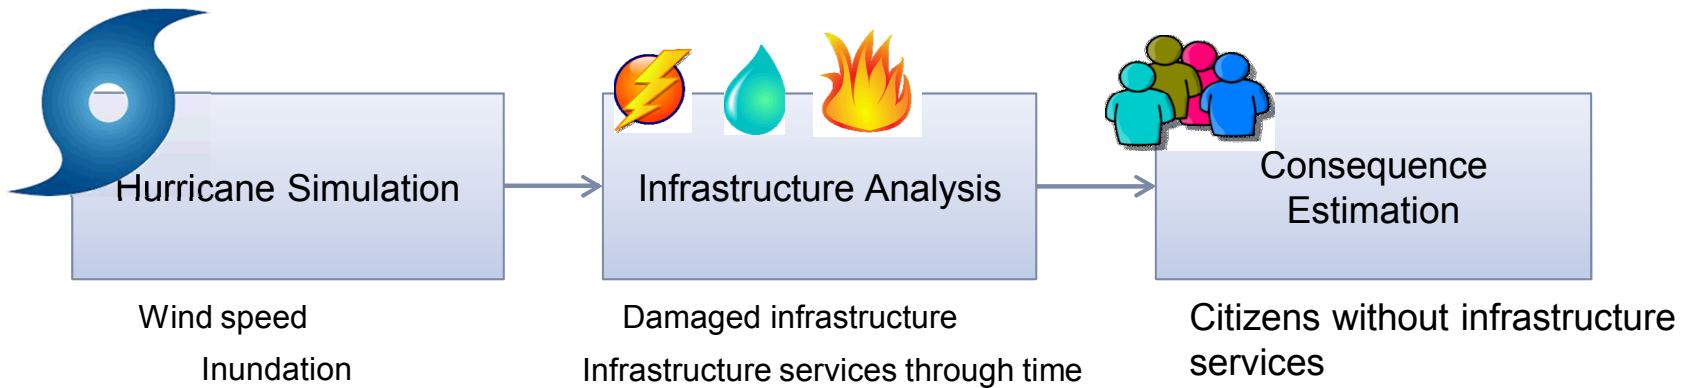 Hurricane Simulation
Infrastructure Analysis
Consequence
Estimation
Wind speed
Inundation
Damaged infrastructure
Infrastructure services through time
Citizens without infrastructure
services